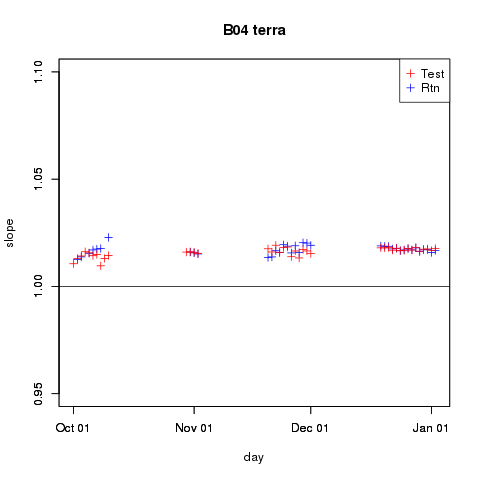 B04 terra
Test
Rtn
slope
1.10
1.05
1.00
0.95
Oct 01
Nov 01
Dec 01
Jan 01
day